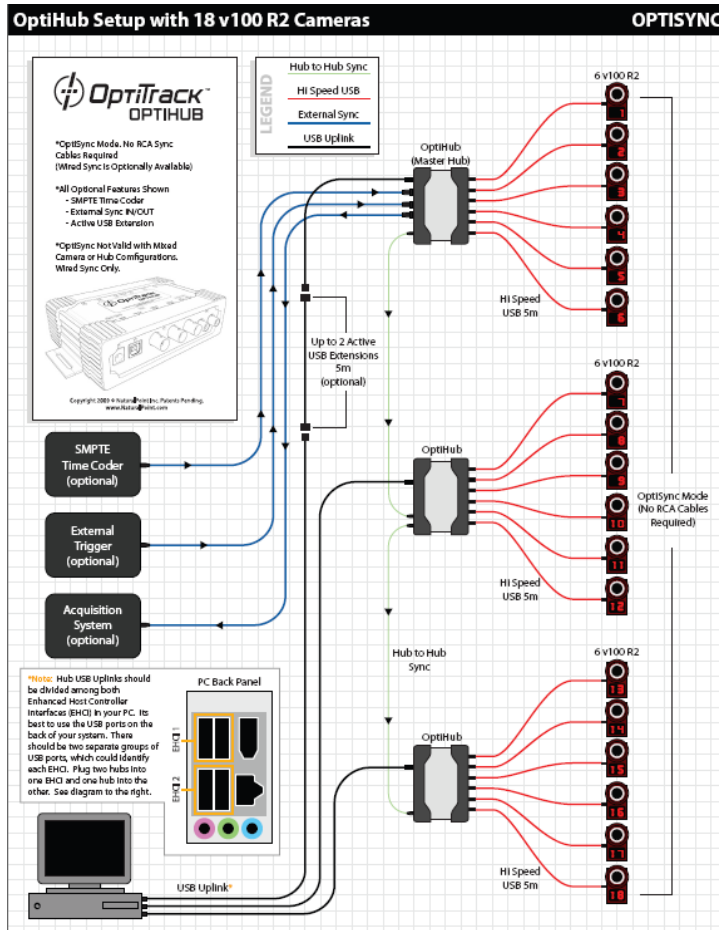 OptiHub Setup with 18 v100 R2 Cameras
OPTISYNC
OptiTrack™
OPTIHUB
*OptiSync Mode. No RCA Sync
Cables Required
(Wired Sync is Optionally Available)
*All Optional Features Shown
- SMPTE Time Coder
- External Sync IN/OUT
- Active USB Extension
*OptiSync Not Valid with Mixed
Camera or Hub Configurations.
Wired Sync Only.
OptiTrack
Copyright 2009 © NaturalPoint Inc. Patents Pending.
www.NaturalPoint.com
LEGEND
Hub to Hub Sync
Hi Speed USB
External Sync
USB Uplink
OptiHub
(Master Hub)
6 v100 R2
1
2
3
4
5
6
Hi Speed
USB 5m
Up to 2 Active
USB Extensions
5m
(optional)
SMPTE
Time Coder
(optional)
External
Trigger
(optional)
Acquisition
System
(optional)
OptiHub
6 v100 R2
7
8
9
10
11
12
Hi Speed
USB 5m
OptiSync Mode
(No RCA Cables
Required)
Hub to Hub
Sync
*Note: Hub USB Uplinks should
be divided among both
Enhanced Host Controller
Interfaces (EHCI) in your PC. Its
best to use the USB ports on the
back of your system. There
should be two separate groups of
USB ports, which could identify
each EHCI. Plug two hubs into
one EHCI and one hub into the
other. See diagram to the right.
PC Back Panel
EHCI 1
EHCI 2
OptiHub
6 v100 R2
13
14
15
16
17
18
Hi Speed
USB 5m
USB Uplink*